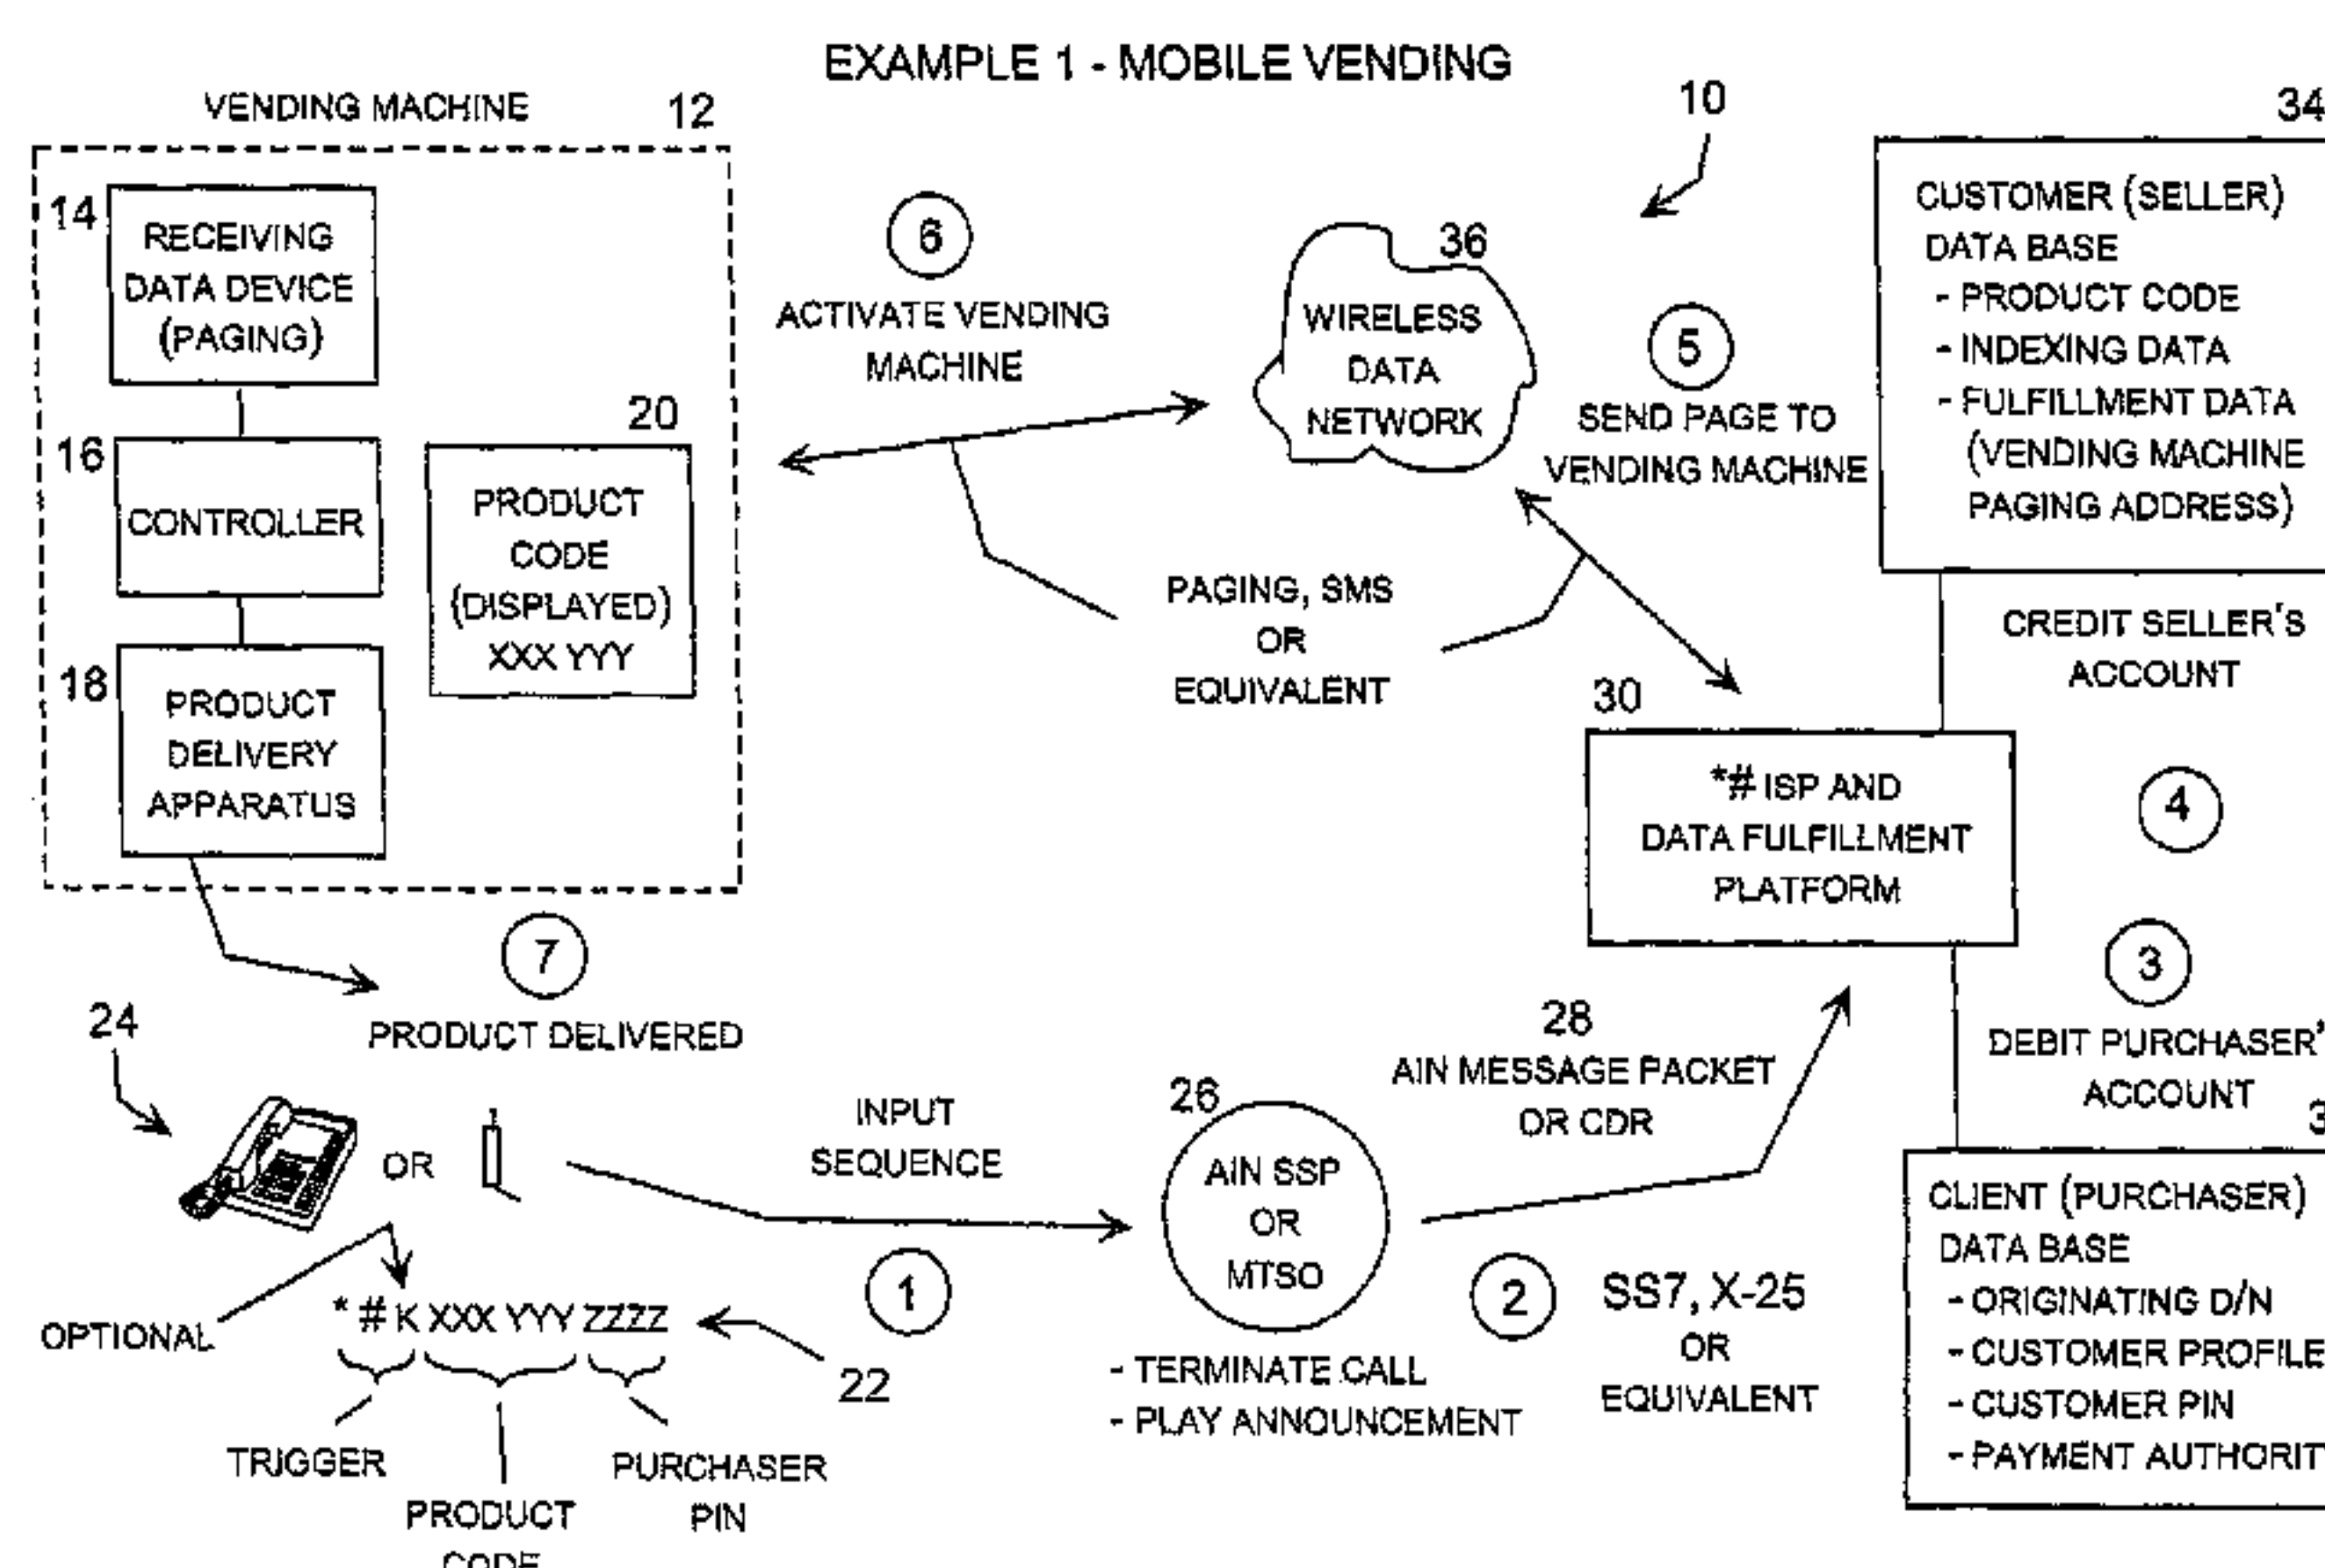 EXAMPLE 1 - MOBILE VENDING
VENDING MACHINE
12
14
RECEIVING
DATA DEVICE
(PAGING)
16
CONTROLLER
18
PRODUCT
DELIVERY
APPARATUS
20
PRODUCT
CODE
(DISPLAYED)
XXX YYY
6
ACTIVATE VENDING
MACHINE
36
WIRELESS
DATA
NETWORK
10
5
SEND PAGE TO
VENDING MACHINE
PAGING, SMS
OR
EQUIVALENT
34
CUSTOMER (SELLER)
DATA BASE
- PRODUCT CODE
- INDEXING DATA
- FULFILLMENT DATA
(VENDING MACHINE
PAGING ADDRESS)
CREDIT SELLER'S
ACCOUNT
4
30
*# ISP AND
DATA FULFILLMENT
PLATFORM
3
DEBIT PURCHASER'
ACCOUNT
3
CLIENT (PURCHASER)
DATA BASE
- ORIGINATING D/N
- CUSTOMER PROFILE
- CUSTOMER PIN
- PAYMENT AUTHORIT
7
PRODUCT DELIVERED
24
OR
INPUT
SEQUENCE
1
26
AIN SSP
OR
MTSO
- TERMINATE CALL
- PLAY ANNOUNCEMENT
28
AIN MESSAGE PACKET
OR CDR
2
SS7, X-25
OR
EQUIVALENT
OPTIONAL
* # K XXX YYY ZZZZ
22
TRIGGER
PRODUCT
CODE
PURCHASER
PIN